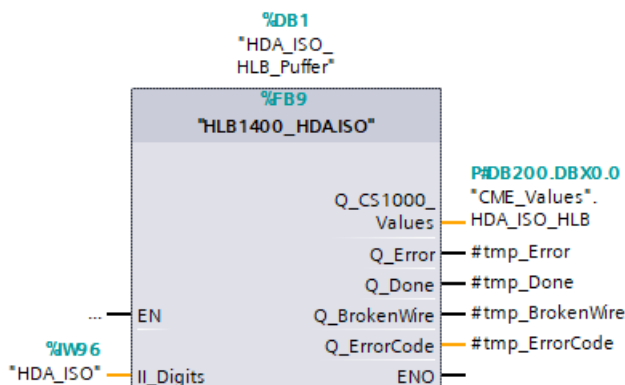 %DB1
"HDA_ISO_
HLB_Puffer"
%FB9
"HLB1400_HDA.ISO"
P#DB200.DBX0.0
Q_CS1000_
Values
"CME_Values".
HDA_ISO_HLB
Q_Error
#tmp_Error
Q_Done
#tmp_Done
...
EN
Q_BrokenWire
#tmp_BrokenWire
%IW96
Q_ErrorCode
#tmp_ErrorCode
"HDA_ISO"
II_Digits
ENO